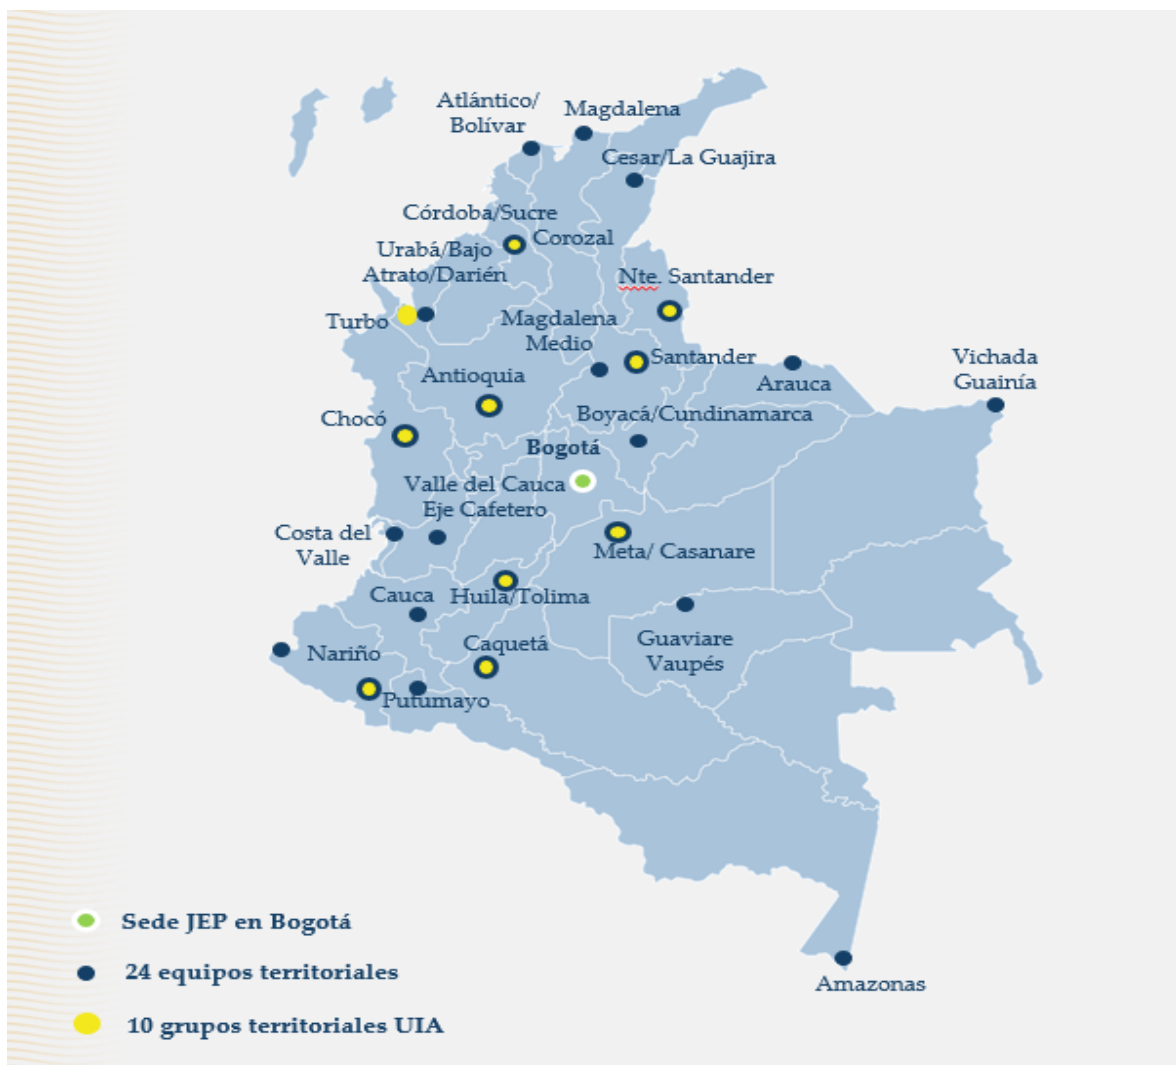 Atlántico/
Bolívar
Magdalena
Cesar/La Guajira
Córdoba/Sucre
Corozal
Urabá/Bajo
Atrato/Darién
Nte. Santander
Turbo
Magdalena
Medio
Santander
Arauca
Vichada
Guainía
Antioquia
Chocó
Boyacá/Cundinamarca
Bogotá
Valle del Cauca
Eje Cafetero
Costa del
Valle
Meta/ Casanare
Cauca
Huila/Tolima
Guaviare
Vaupés
Nariño
Caquetá
Putumayo
Sede JEP en Bogotá
24 equipos territoriales
Amazonas
10 grupos territoriales UIA